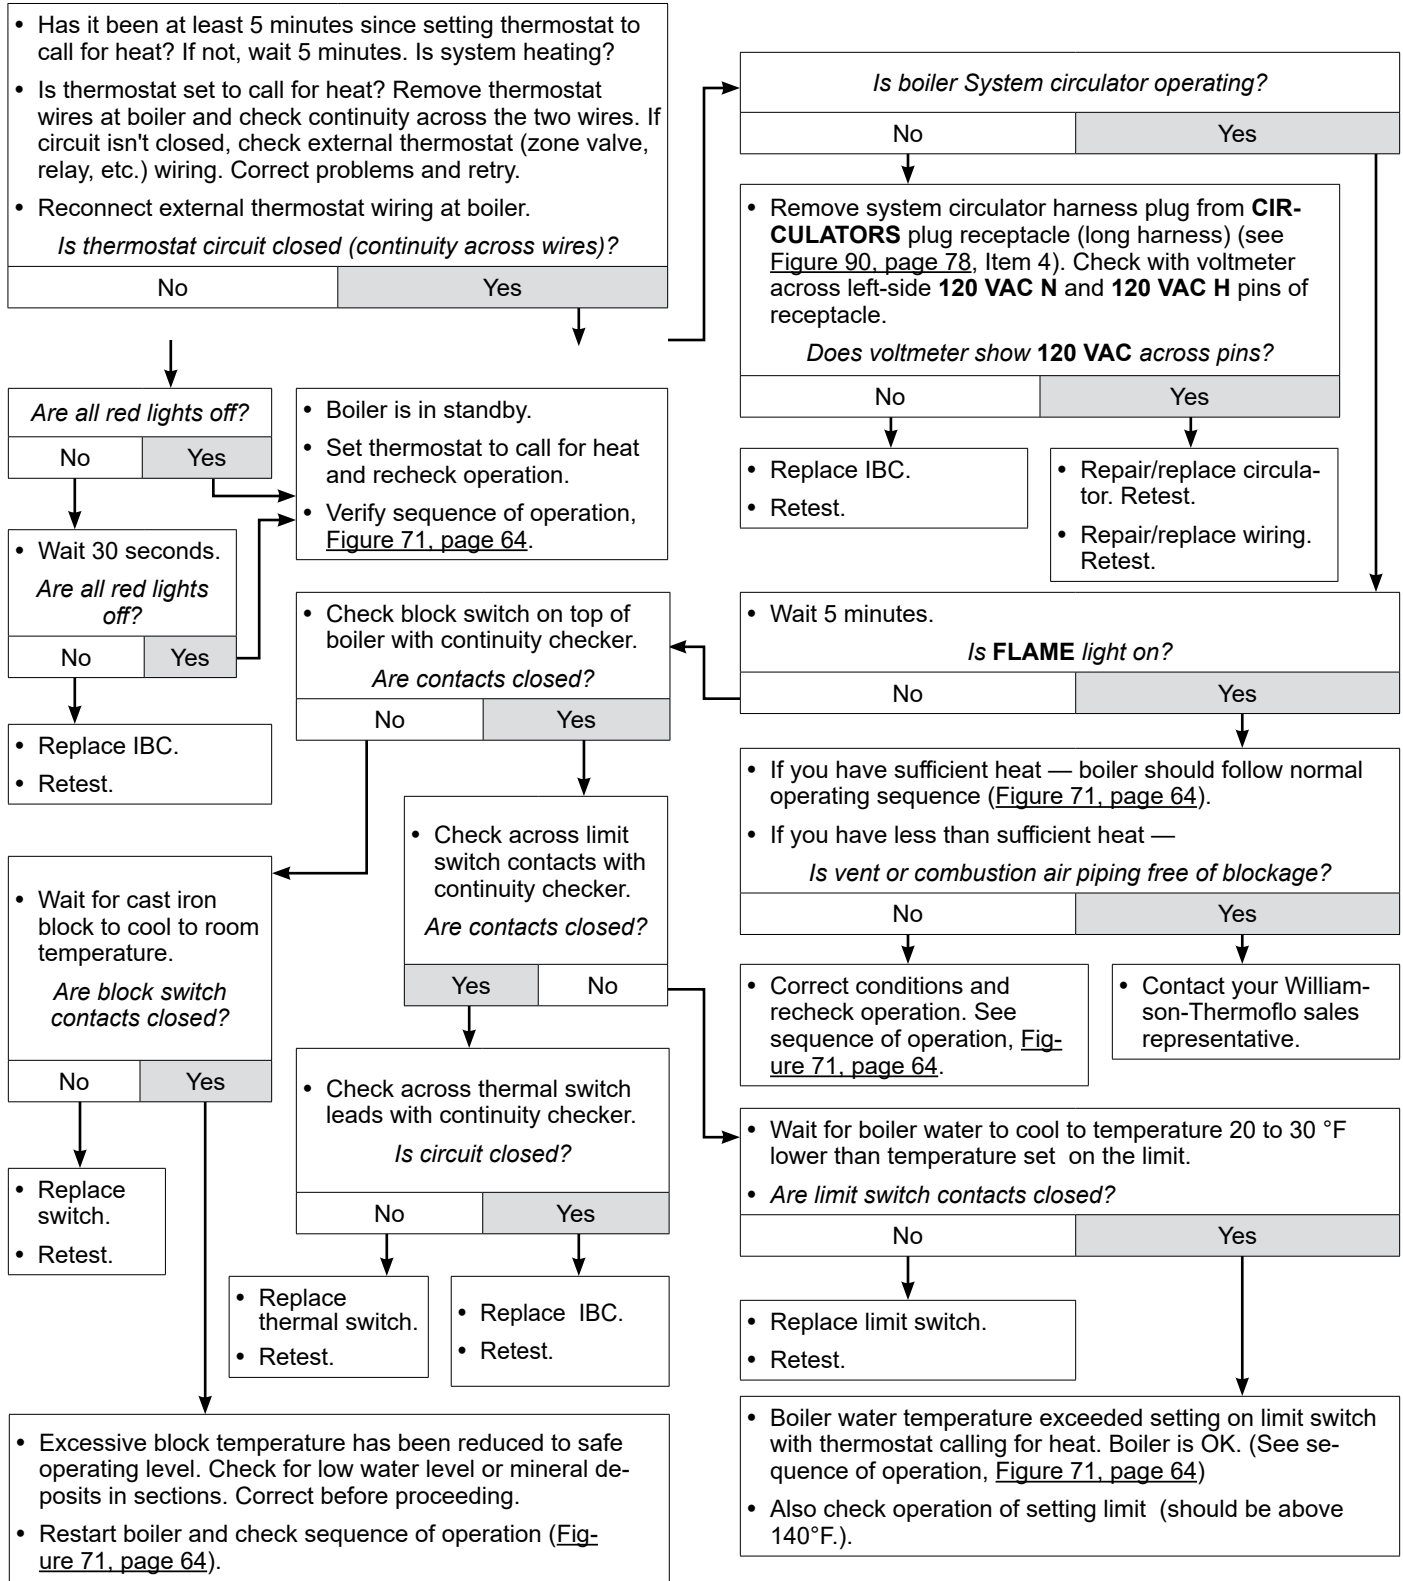 • Has it been at least 5 minutes since setting thermostat to
call for heat? If not, wait 5 minutes. Is system heating?
• Is thermostat set to call for heat? Remove thermostat
wires at boiler and check continuity across the two wires. If
circuit isn't closed, check external thermostat (zone valve,
relay, etc.) wiring. Correct problems and retry.
• Reconnect external thermostat wiring at boiler.
Is thermostat circuit closed (continuity across wires)?
No Yes
Are all red lights off?
No Yes
• Wait 30 seconds.
Are all red lights
off?
No Yes
• Replace IBC.
• Retest.
• Boiler is in standby.
• Set thermostat to call for heat
and recheck operation.
• Verify sequence of operation,
Figure 71, page 64.
Is boiler System circulator operating?
No Yes
• Remove system circulator harness plug from CIR-
CULATORS plug receptacle (long harness) (see
Figure 90, page 78, Item 4). Check with voltmeter
across left-side 120 VAC N and 120 VAC H pins of
receptacle.
Does voltmeter show 120 VAC across pins?
No Yes
• Replace IBC.
• Retest.
• Repair/replace circula-
tor. Retest.
• Repair/replace wiring.
Retest.
• Wait 5 minutes.
Is FLAME light on?
No Yes
• If you have sufficient heat — boiler should follow normal
operating sequence (Figure 71, page 64).
• If you have less than sufficient heat —
Is vent or combustion air piping free of blockage?
No Yes
• Correct conditions and
recheck operation. See
sequence of operation, Fig-
ure 71, page 64.
• Contact your William-
son-Thermoflo sales
representative.
• Check block switch on top of
boiler with continuity checker.
Are contacts closed?
No Yes
• Check across limit
switch contacts with
continuity checker.
Are contacts closed?
Yes No
• Wait for cast iron
block to cool to room
temperature.
Are block switch
contacts closed?
No Yes
• Replace
switch.
• Retest.
• Check across thermal switch
leads with continuity checker.
Is circuit closed?
No Yes
• Replace
thermal switch.
• Retest.
• Replace IBC.
• Retest.
• Wait for boiler water to cool to temperature 20 to 30 °F
lower than temperature set on the limit.
• Are limit switch contacts closed?
No Yes
• Replace limit switch.
• Retest.
• Excessive block temperature has been reduced to safe
operating level. Check for low water level or mineral de-
posits in sections. Correct before proceeding.
• Restart boiler and check sequence of operation (Fig-
ure 71, page 64).
• Boiler water temperature exceeded setting on limit switch
with thermostat calling for heat. Boiler is OK. (See se-
quence of operation, Figure 71, page 64)
• Also check operation of setting limit (should be above
140°F.).